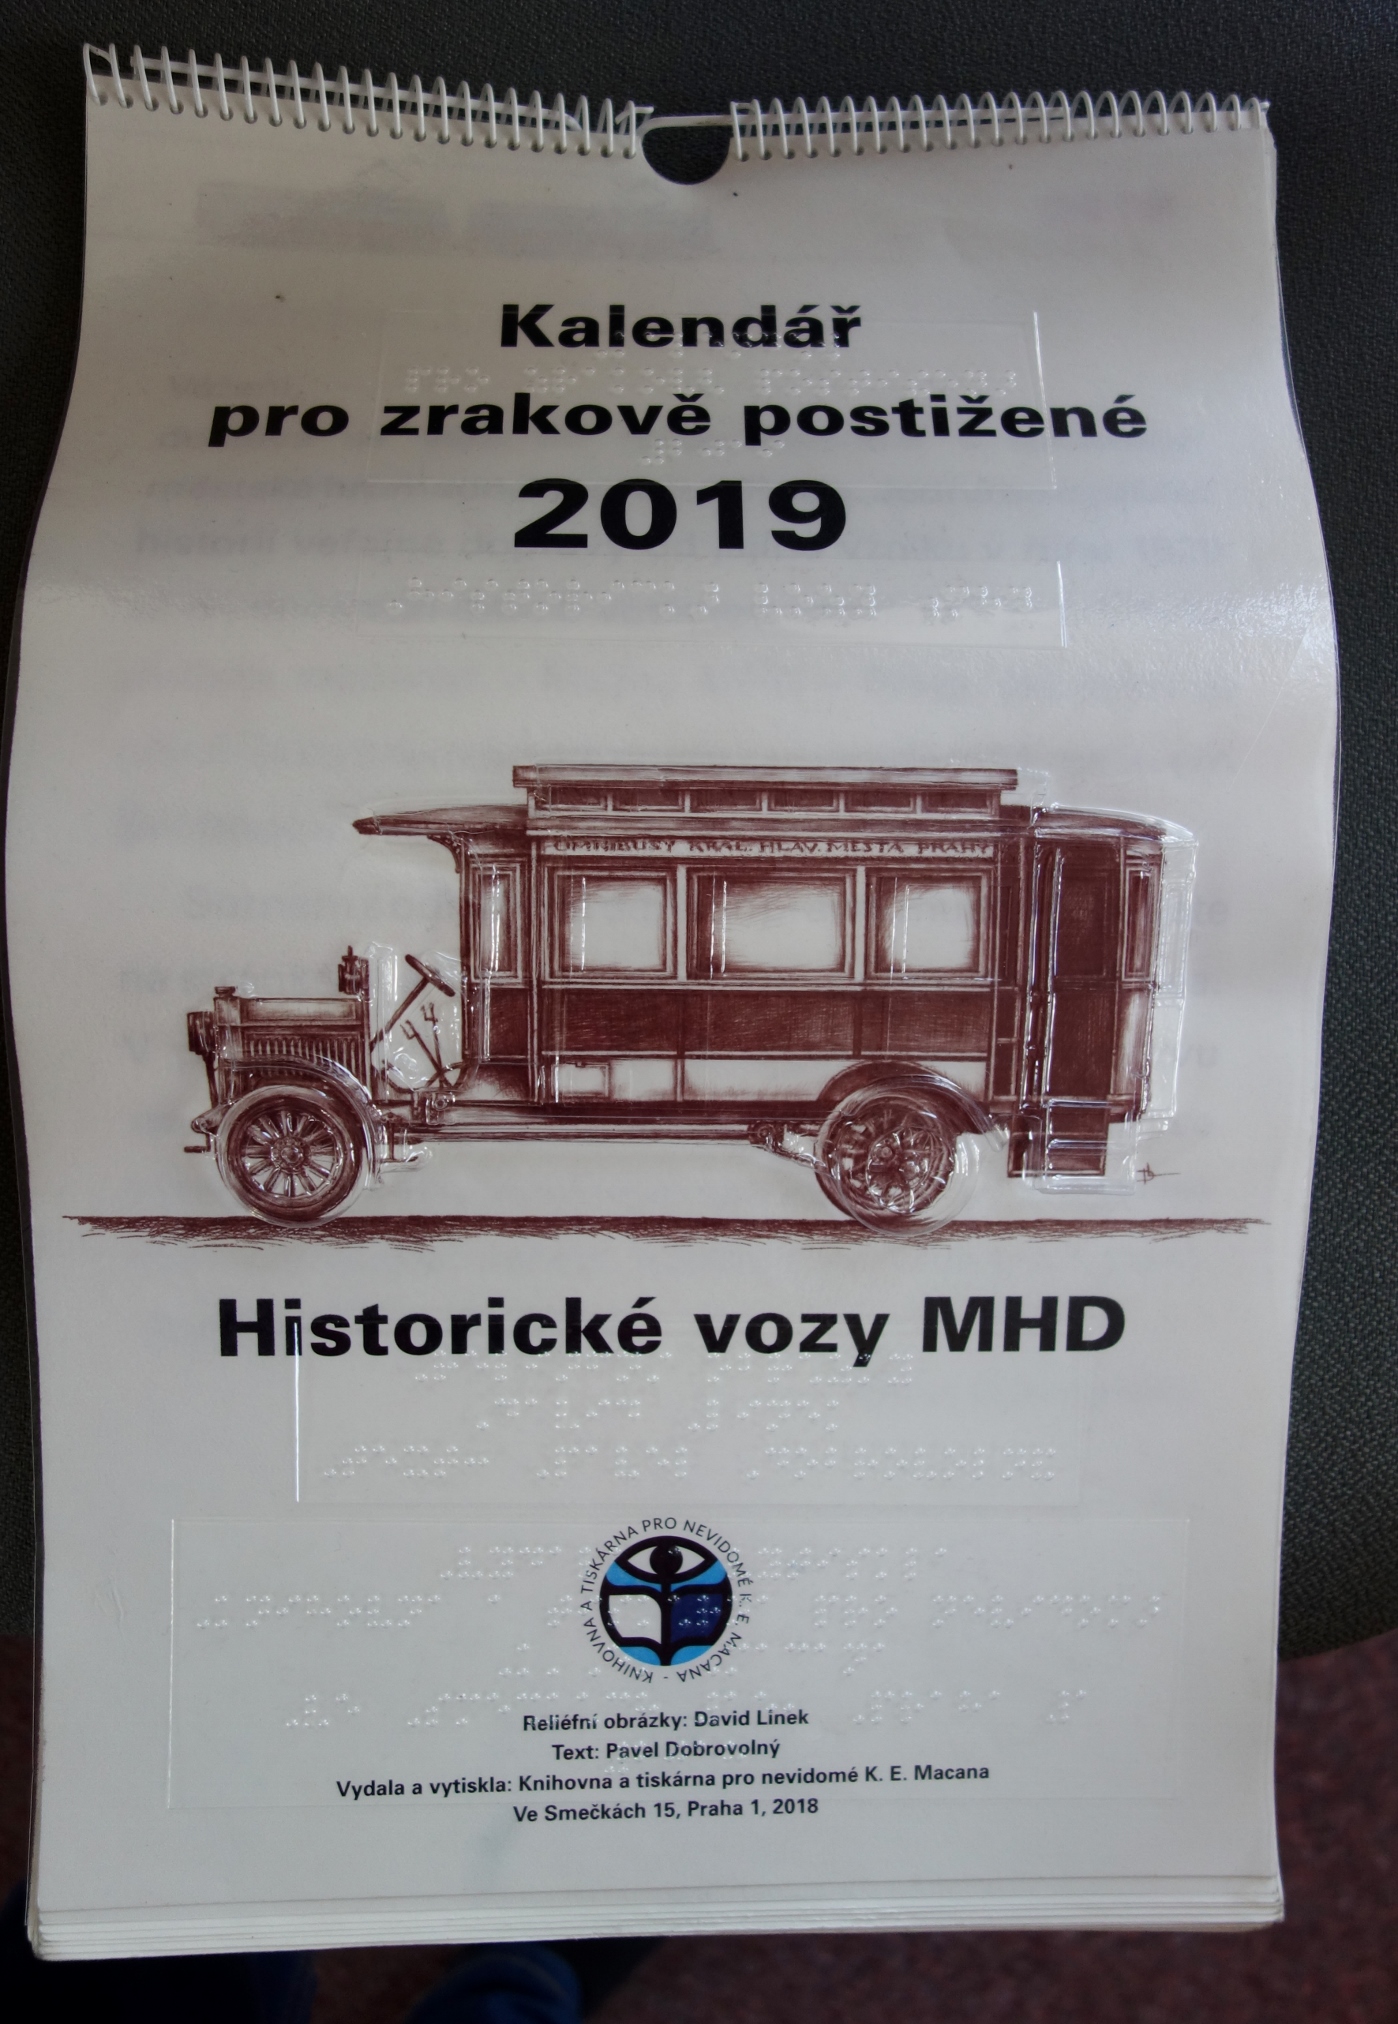 Kalendář
pro zrakově postižené
2019
OMNIBUSY KRÁL. HLAV. MĚSTA PRAHY
Historické vozy MHD
KNIHOVNA A TISKÁRNA PRO NEVIDOMÉ K. E. MACANA -
Reliéfní obrázky: David Linek
Text: Pavel Dobrovolný
Vydala a vytiskla: Knihovna a tiskárna pro nevidomé K. E. Macana
Ve Smečkách 15, Praha 1, 2018